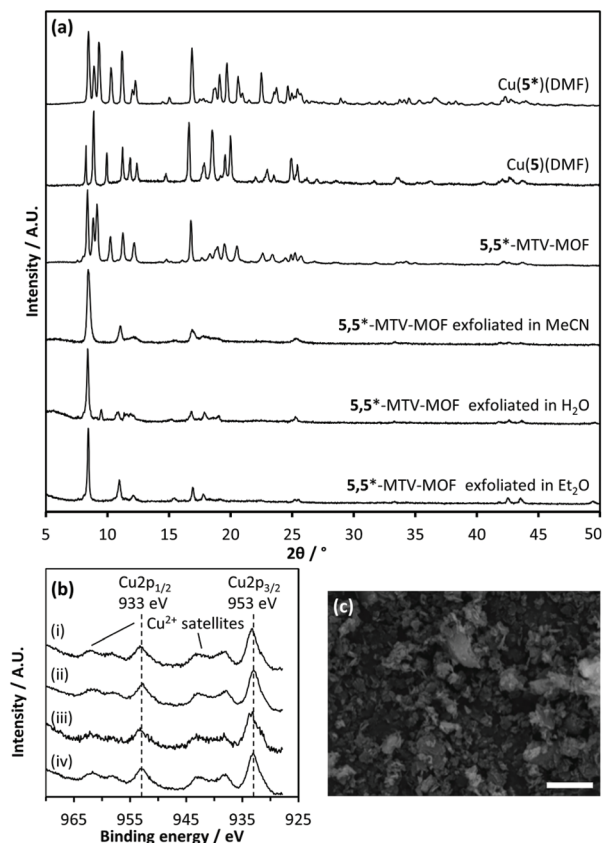 (a)
Cu(5*)(DMF)
Cu(5)(DMF)
5,5*-MTV-MOF
5,5*-MTV-MOF exfoliated in MeCN
5,5*-MTV-MOF exfoliated in H₂O
5,5*-MTV-MOF exfoliated in Et₂O
Intensity / A.U.
5 10 15 20 25 30 35 40 45 50
2θ / °
(b)
Cu2p₁/₂
933 eV
Cu2p₃/₂
953 eV
Cu²⁺ satellites
(i)
(ii)
(iii)
(iv)
Intensity / A.U.
965 955 945 935 925
Binding energy / eV
(c)